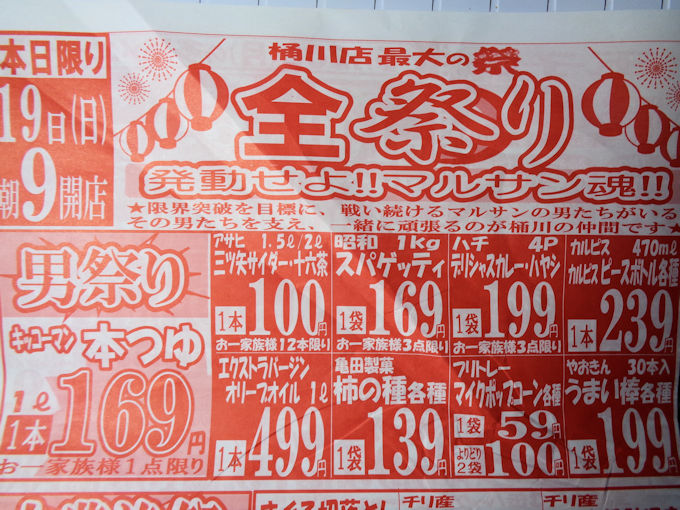 本日限り
19日(日)
朝9開店
桶川店 最大の祭
全祭り
発動せよ!!マルサン魂!!
★限界突破を目標に、戦い続けるマルサンの男たちがいる
その男たちを支え、一緒に頑張るのが桶川の仲間です★
男祭り
キッコーマン
本つゆ
1ℓ
1本
169円
お一家族様1点限り
アサヒ 1.5ℓ/2ℓ
三ツ矢サイダー・十六茶
1本 100円
お一家族様12本限り
昭和 1kg
スパゲッティ
1袋 169円
お一家族様3点限り
ハチ 4P
デリシャスカレー・ハヤシ
1袋 199円
お一家族様3点限り
カルピス 470mℓ
カルピスピースボトル各種
1本 239円
エクストラバージン
オリーブオイル 1ℓ
1本 499円
亀田製菓
柿の種各種
1袋 139円
フリトレー
マイクポップコーン各種
1袋 59円
よりどり2袋 100円
やおきん 30本入
うまい棒各種
1袋 199円
チリ産
チリ産